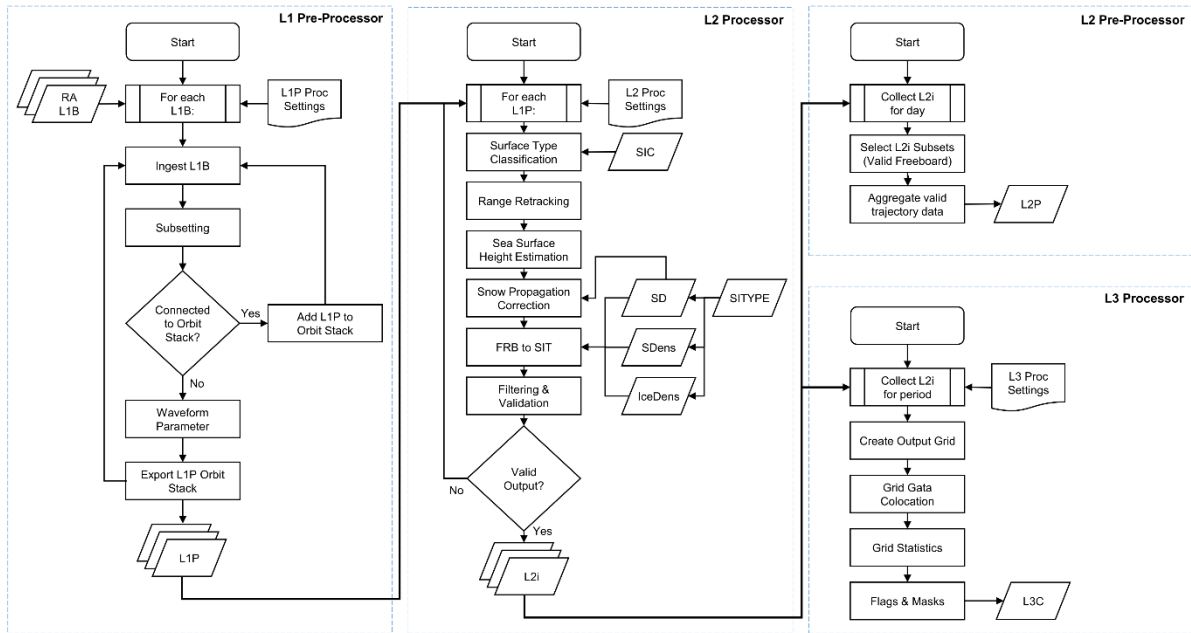 L1 Pre-Processor
Start
RA
L1B
For each
L1B:
L1P Proc
Settings
Ingest L1B
Subsetting
Connected
to Orbit
Stack?
Yes
Add L1P to
Orbit Stack
No
Waveform
Parameter
Export L1P Orbit
Stack
L1P
L2 Processor
Start
For each
L1P:
L2 Proc
Settings
Surface Type
Classification
SIC
Range Retracking
Sea Surface
Height Estimation
Snow Propagation
Correction
SD
SITYPE
FRB to SIT
SDens
Filtering &
Validation
IceDens
Valid
Output?
No
Yes
L2i
L2 Pre-Processor
Start
Collect L2i
for day
Select L2i Subsets
(Valid Freeboard)
Aggregate valid
trajectory data
L2P
L3 Processor
Start
Collect L2i
for period
L3 Proc
Settings
Create Output Grid
Grid Gata
Colocation
Grid Statistics
Flags & Masks
L3C